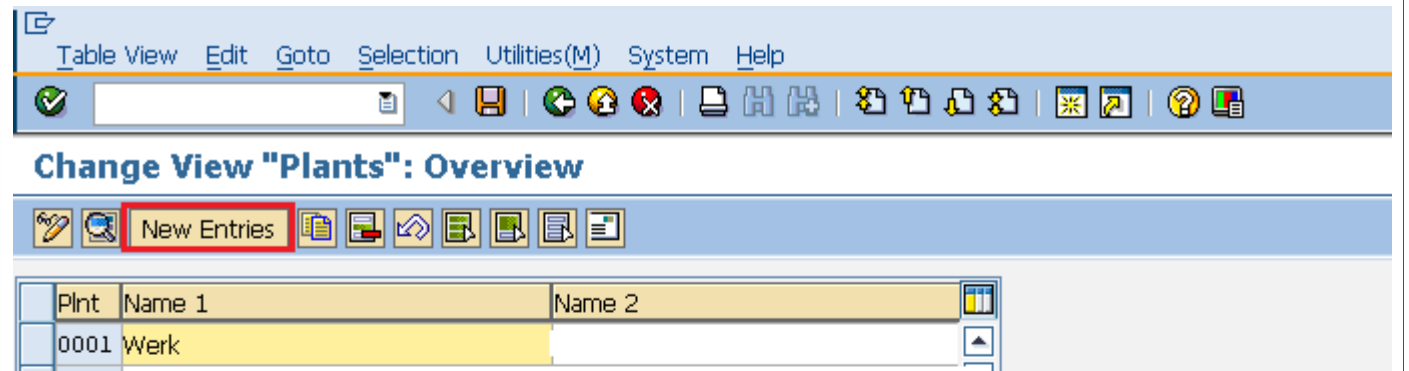 Table View Edit Goto Selection Utilities(M) System Help
Change View "Plants": Overview
New Entries
Plnt Name 1 Name 2
0001 Werk